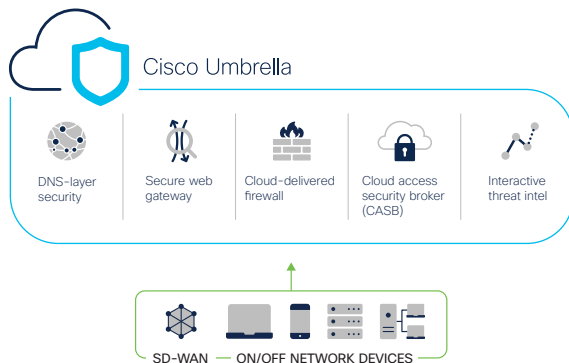 Cisco Umbrella
DNS-layer
security
Secure web
gateway
Cloud-delivered
firewall
Cloud access
security broker
(CASB)
Interactive
threat intel
SD-WAN
ON/OFF NETWORK DEVICES